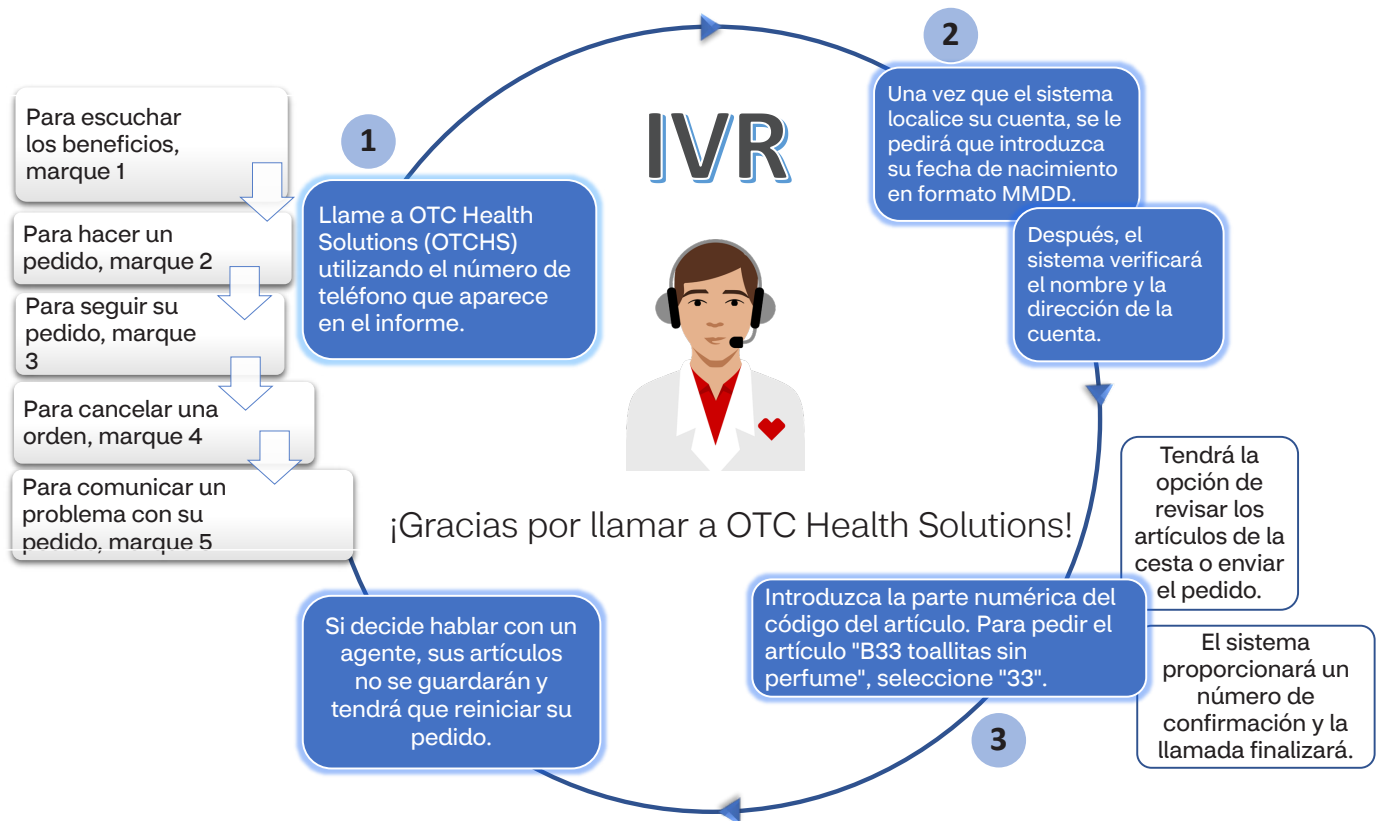 1
Para escuchar
los beneficios,
marque 1
Para hacer un
pedido, marque 2
Para seguir su
pedido, marque
3
Para cancelar una
orden, marque 4
Para comunicar un
problema con su
pedido, marque 5
Llame a OTC Health
Solutions (OTCHS)
utilizando el número de
teléfono que aparece
en el informe.
IVR
2
Una vez que el sistema
localice su cuenta, se le
pedirá que introduzca
su fecha de nacimiento
en formato MMDD.
Después, el
sistema verificará
el nombre y la
dirección de la
cuenta.
¡Gracias por llamar a OTC Health Solutions!
Tendrá la
opción de
revisar los
artículos de la
cesta o enviar
el pedido.
Introduzca la parte numérica del
código del artículo. Para pedir el
artículo "B33 toallitas sin
perfume", seleccione "33".
El sistema
proporcionará un
número de
confirmación y la
llamada finalizará.
3
Si decide hablar con un
agente, sus artículos
no se guardarán y
tendrá que reiniciar su
pedido.